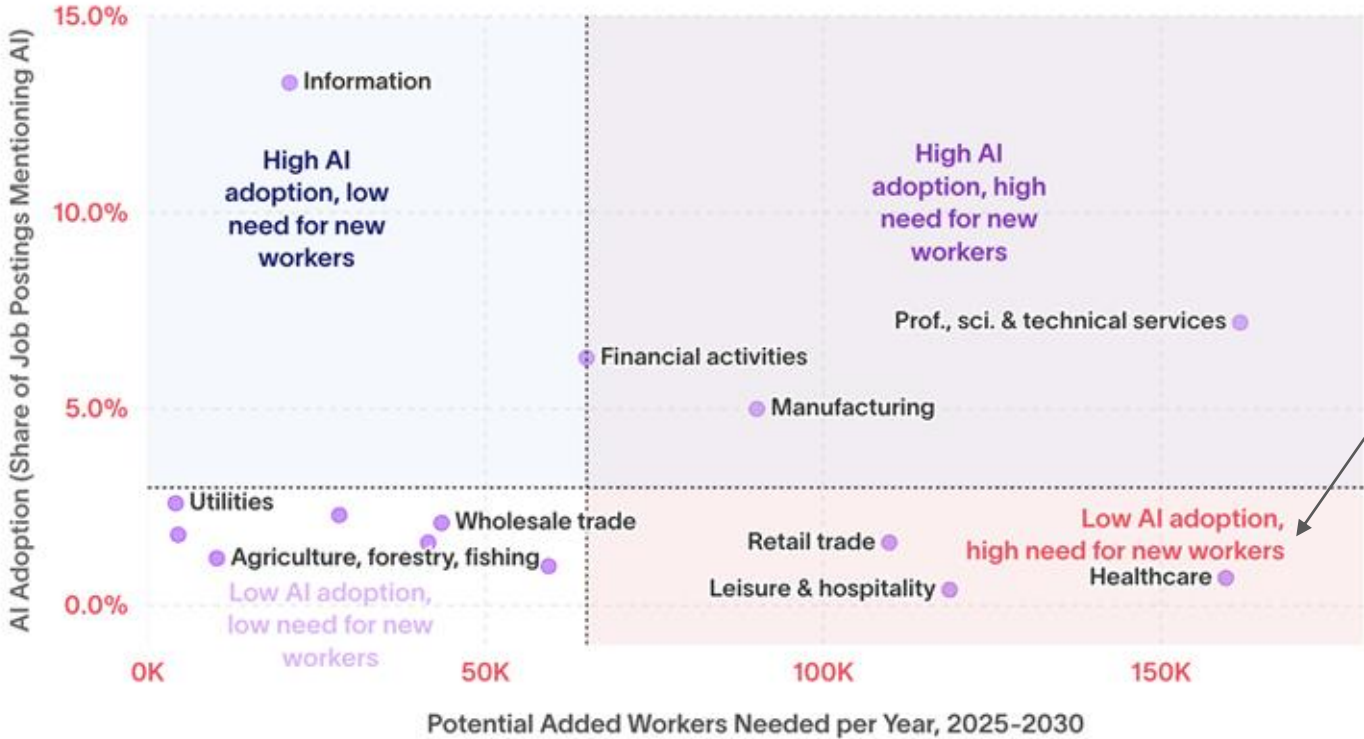 AI Adoption (Share of Job Postings Mentioning AI)
15.0%
10.0%
5.0%
0.0%
Information
High AI
adoption, low
need for new
workers
High AI
adoption, high
need for new
workers
Prof., sci. & technical services
Financial activities
Manufacturing
Utilities
Wholesale trade
Agriculture, forestry, fishing
Low AI adoption,
low need for new
workers
Low AI adoption,
high need for new workers
Retail trade
Healthcare
Leisure & hospitality
0K
50K
100K
150K
Potential Added Workers Needed per Year, 2025-2030